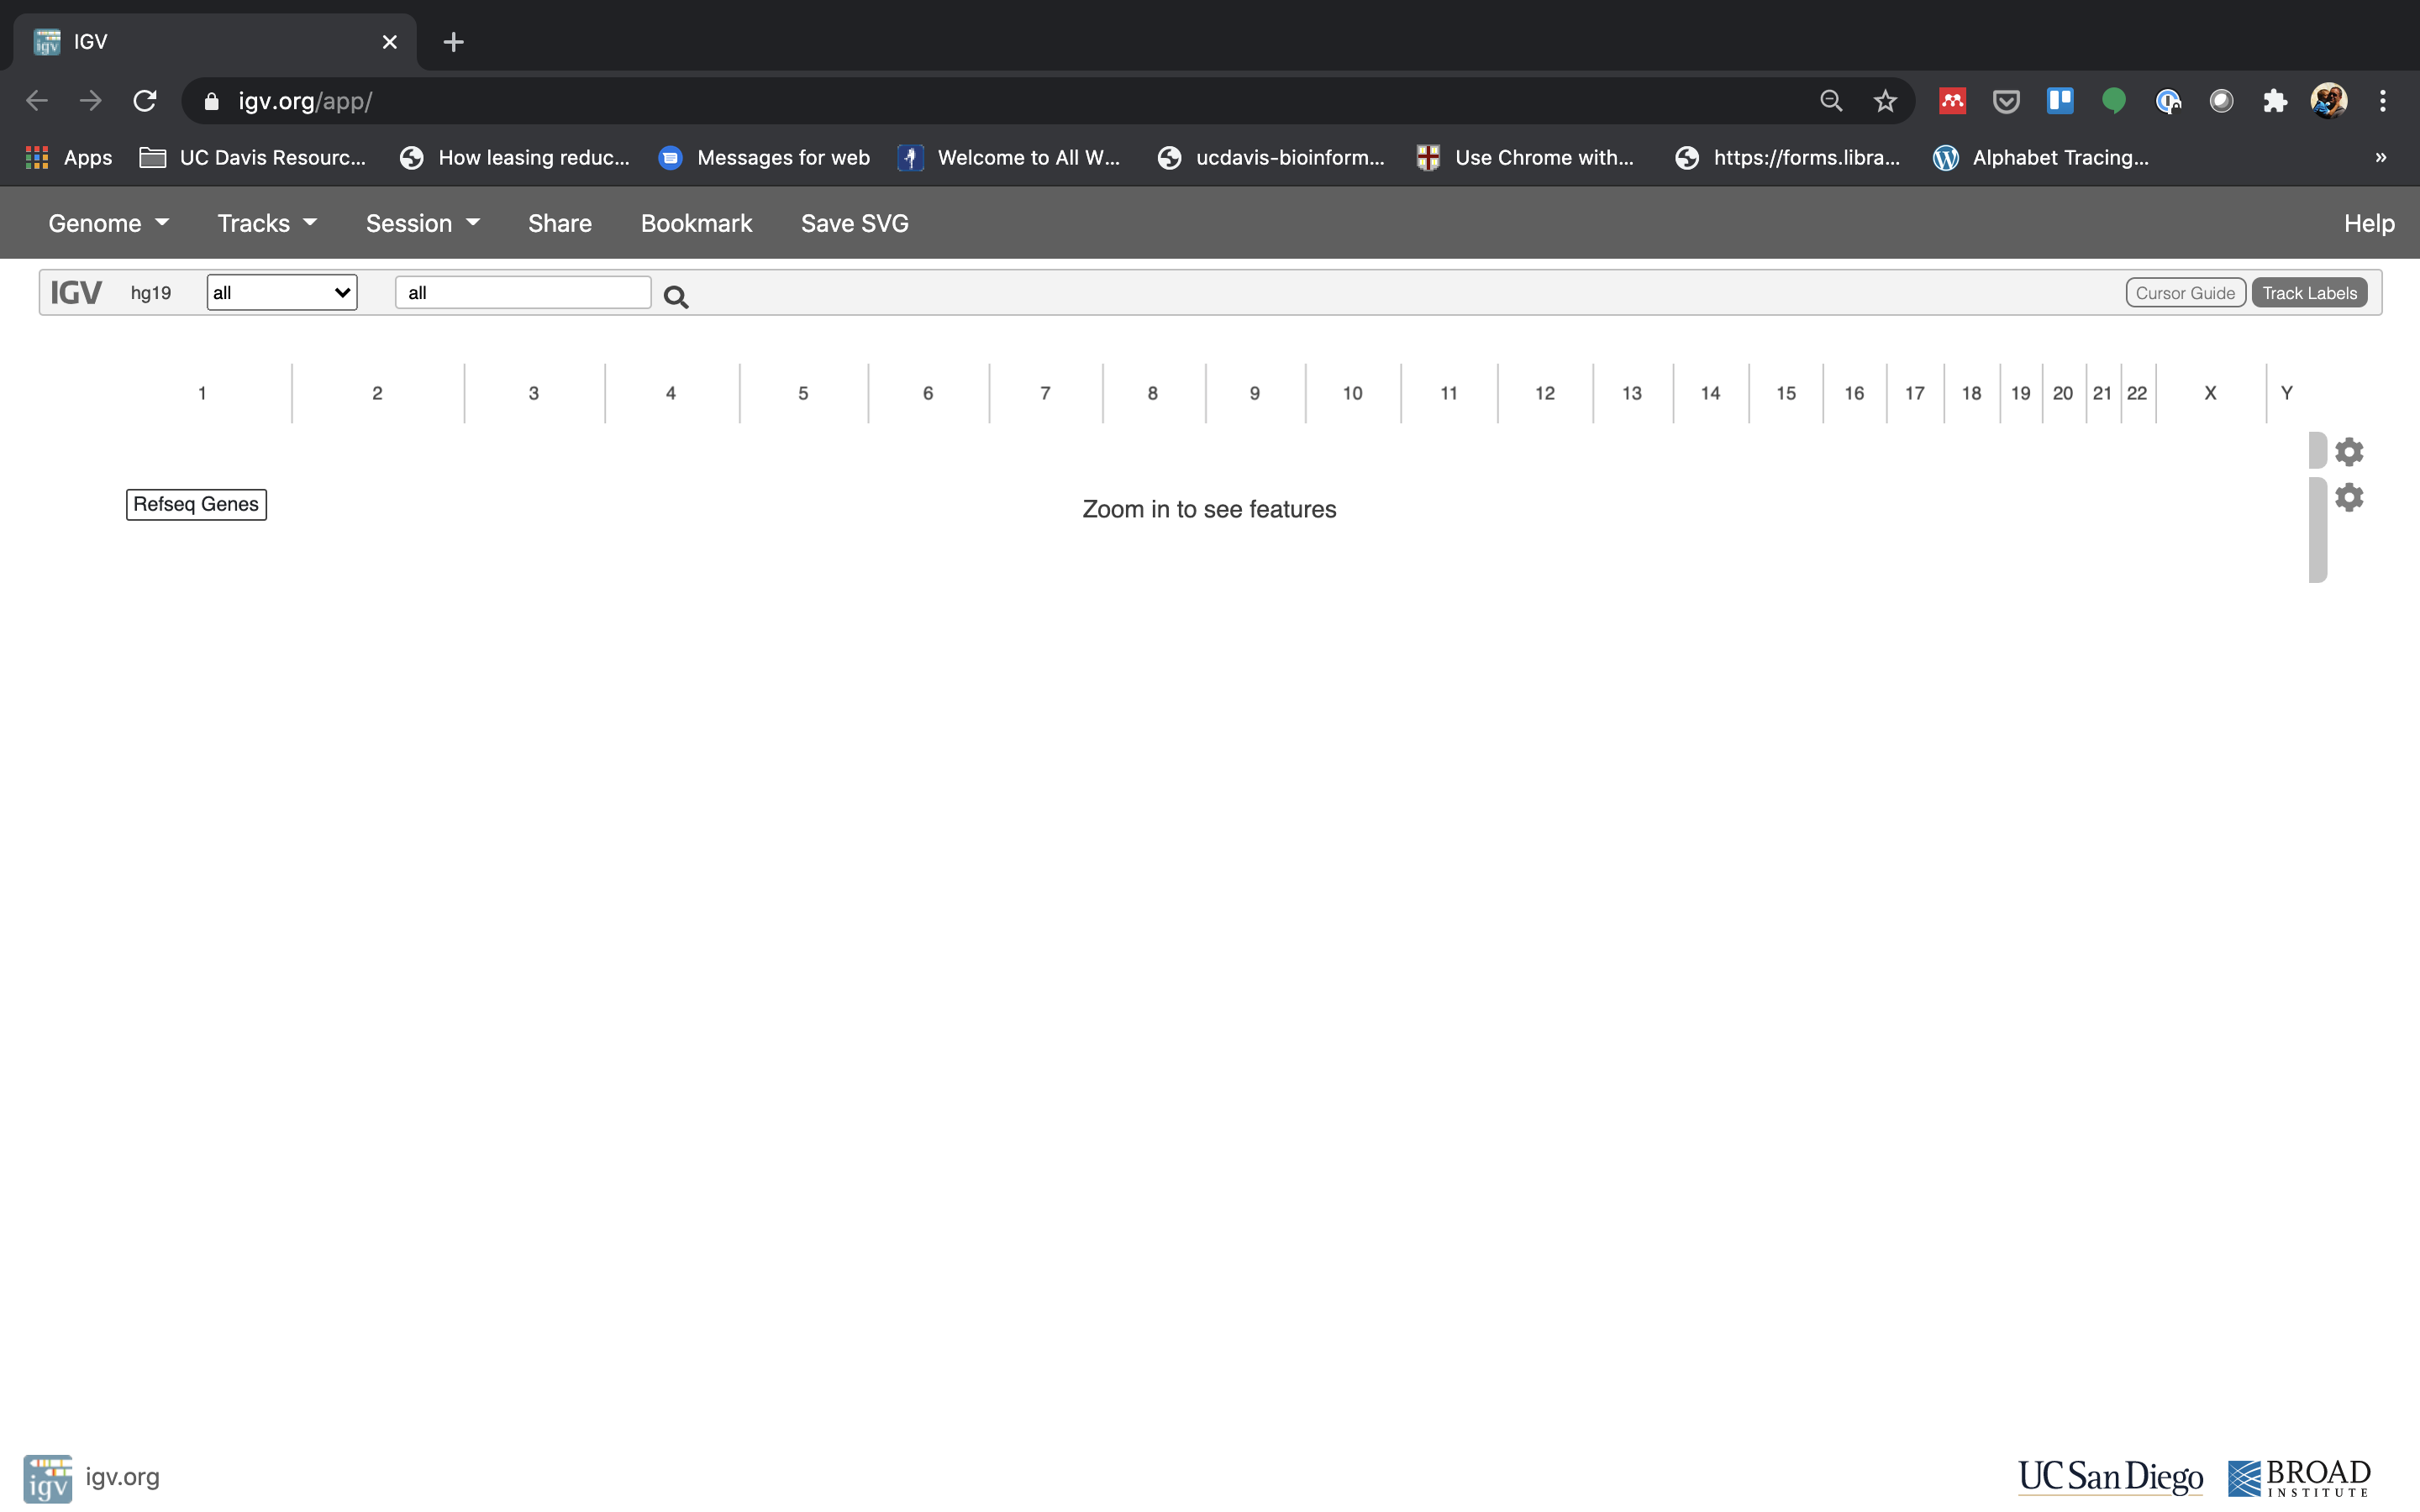 IGV
igv.org/app/
Apps UC Davis Resourc... How leasing reduc... Messages for web Welcome to All W... ucdavis-bioinform... Use Chrome with... https://forms.libra... Alphabet Tracing... »
Genome Tracks Session Share Bookmark Save SVG Help
IGV hg19 all all Cursor Guide Track Labels
1 2 3 4 5 6 7 8 9 10 11 12 13 14 15 16 17 18 19 20 21 22 X Y
Refseq Genes Zoom in to see features
igv igv.org UC San Diego BROAD
INSTITUTE